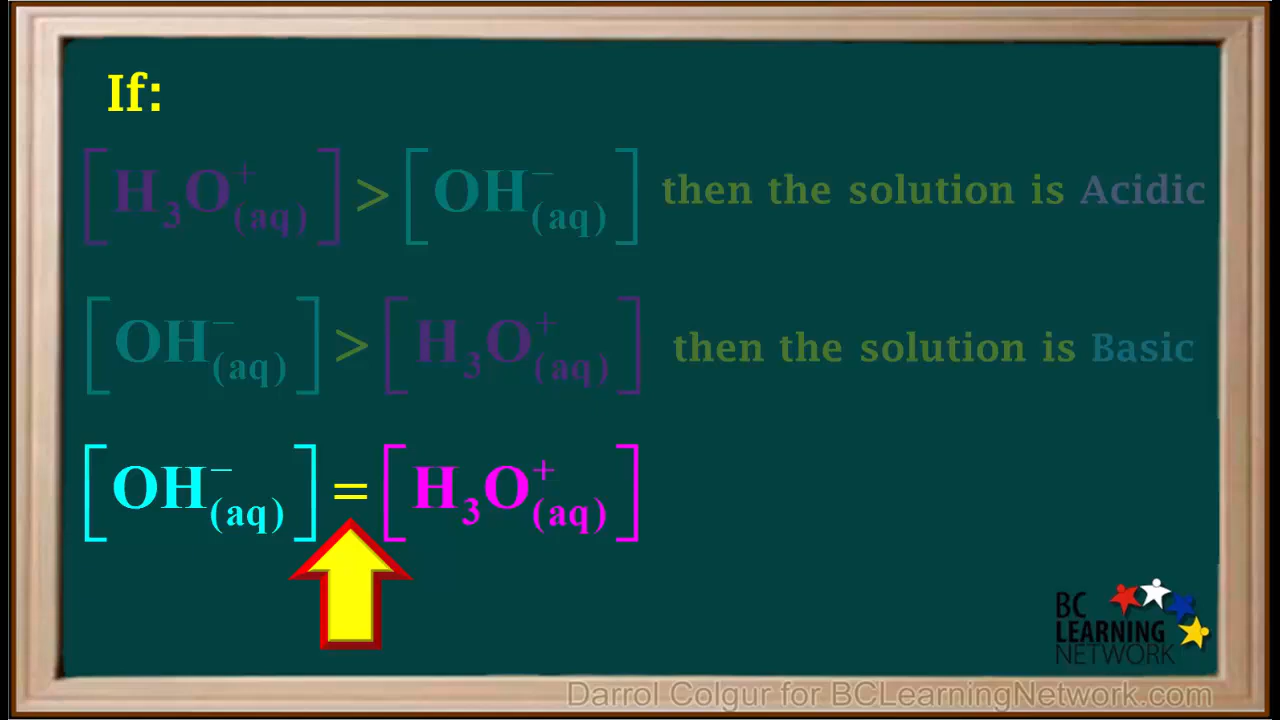 If:
[H₃O⁺(aq)] > [OH⁻(aq)] then the solution is Acidic
[OH⁻(aq)] > [H₃O⁺(aq)] then the solution is Basic
[OH⁻(aq)] = [H₃O⁺(aq)]
BC
LEARNING
NETWORK
Darrol Colgur for BCLearningNetwork.com